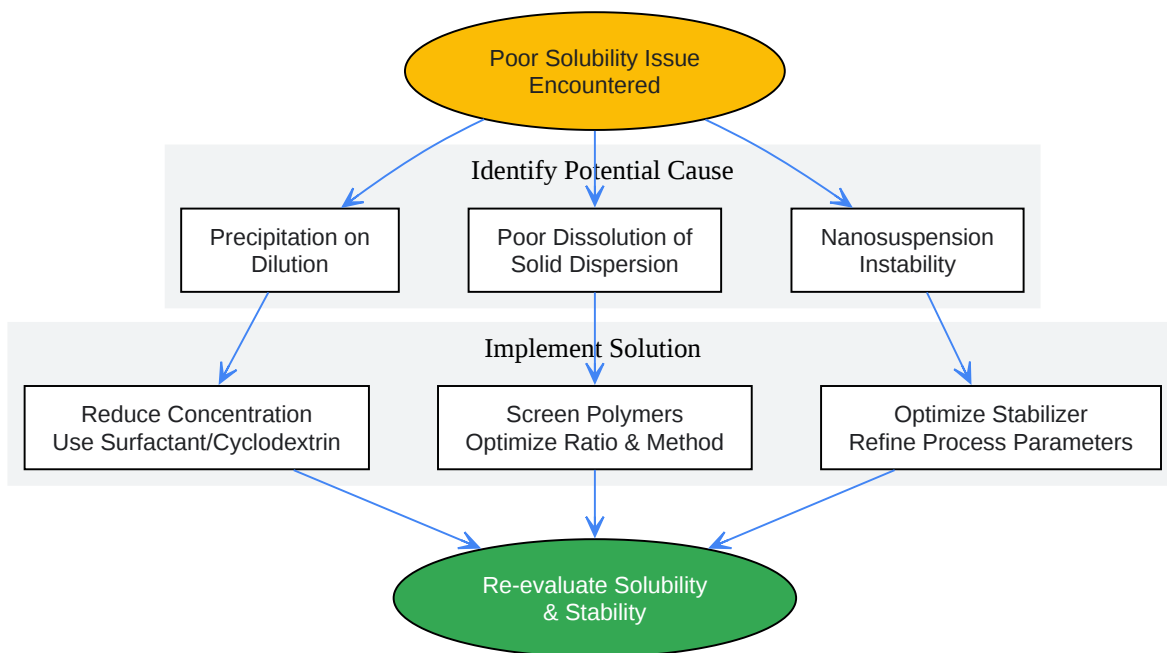 Poor Solubility Issue
Encountered
Identify Potential Cause
Precipitation on
Dilution
Poor Dissolution of
Solid Dispersion
Nanosuspension
Instability
Implement Solution
Reduce Concentration
Use Surfactant/Cyclodextrin
Screen Polymers
Optimize Ratio & Method
Optimize Stabilizer
Refine Process Parameters
Re-evaluate Solubility
& Stability